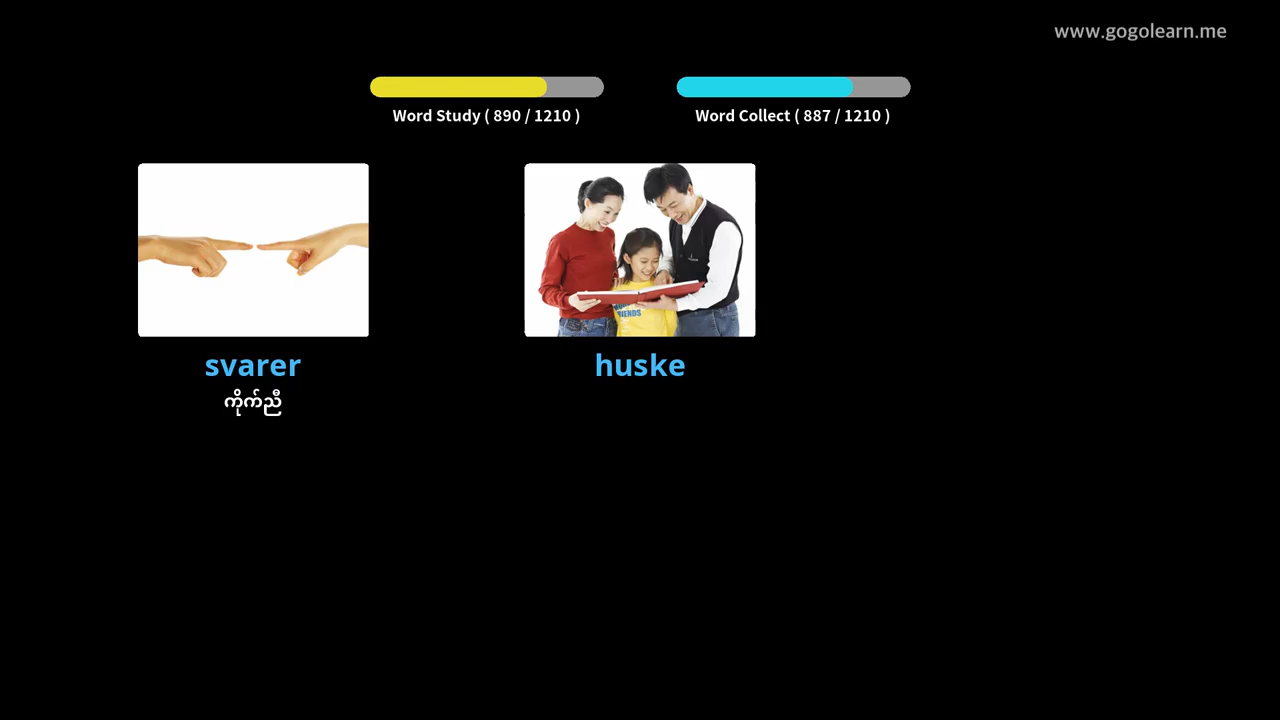 www.gogolearn.me
Word Study ( 890 / 1210 )
Word Collect ( 887 / 1210 )
svarer
huske
ကိုက်ညီ